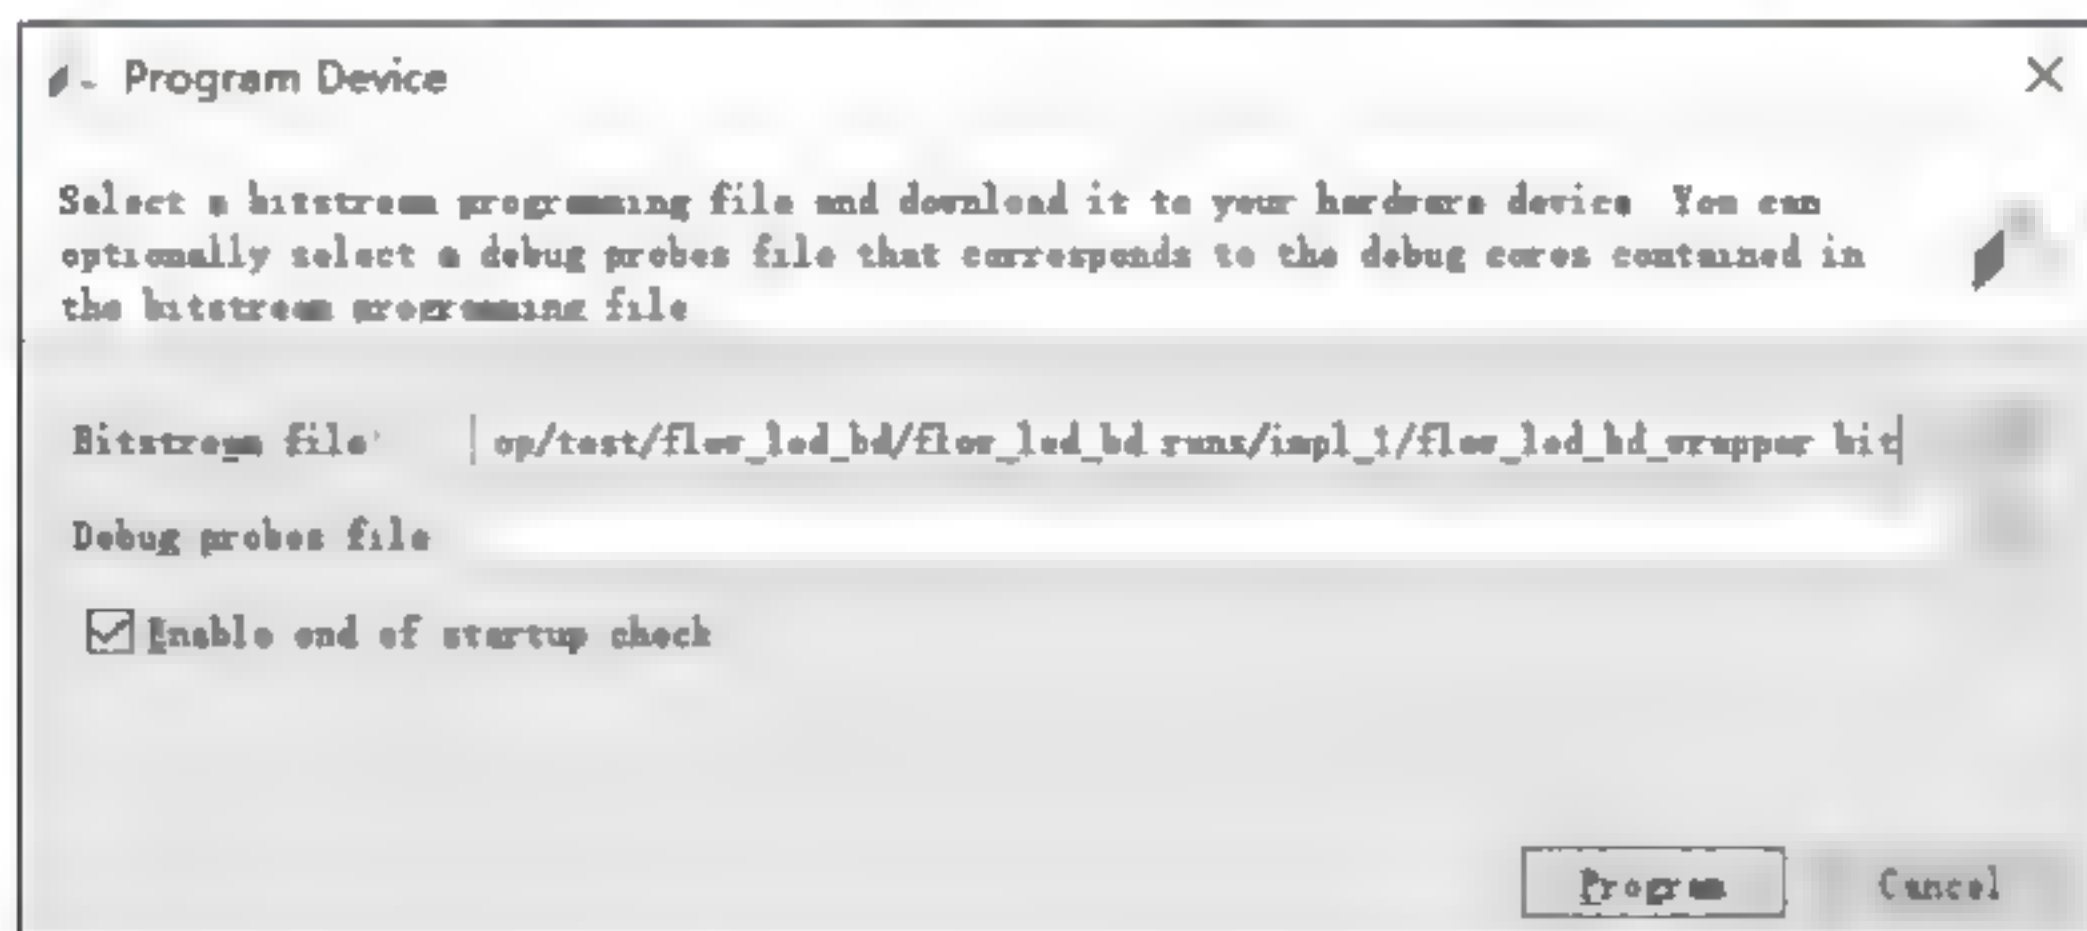 Program Device
Select a bitstream programming file and download it to your hardware device. You can
optionally select a debug probes file that corresponds to the debug cores contained in
the bitstream programming file
Bitstream file: op/test/flow_led_bd/flow_led_bd.runs/impl_1/flow_led_bd_wrapper.bit
Debug probes file
Enable end of startup check
Program Cancel